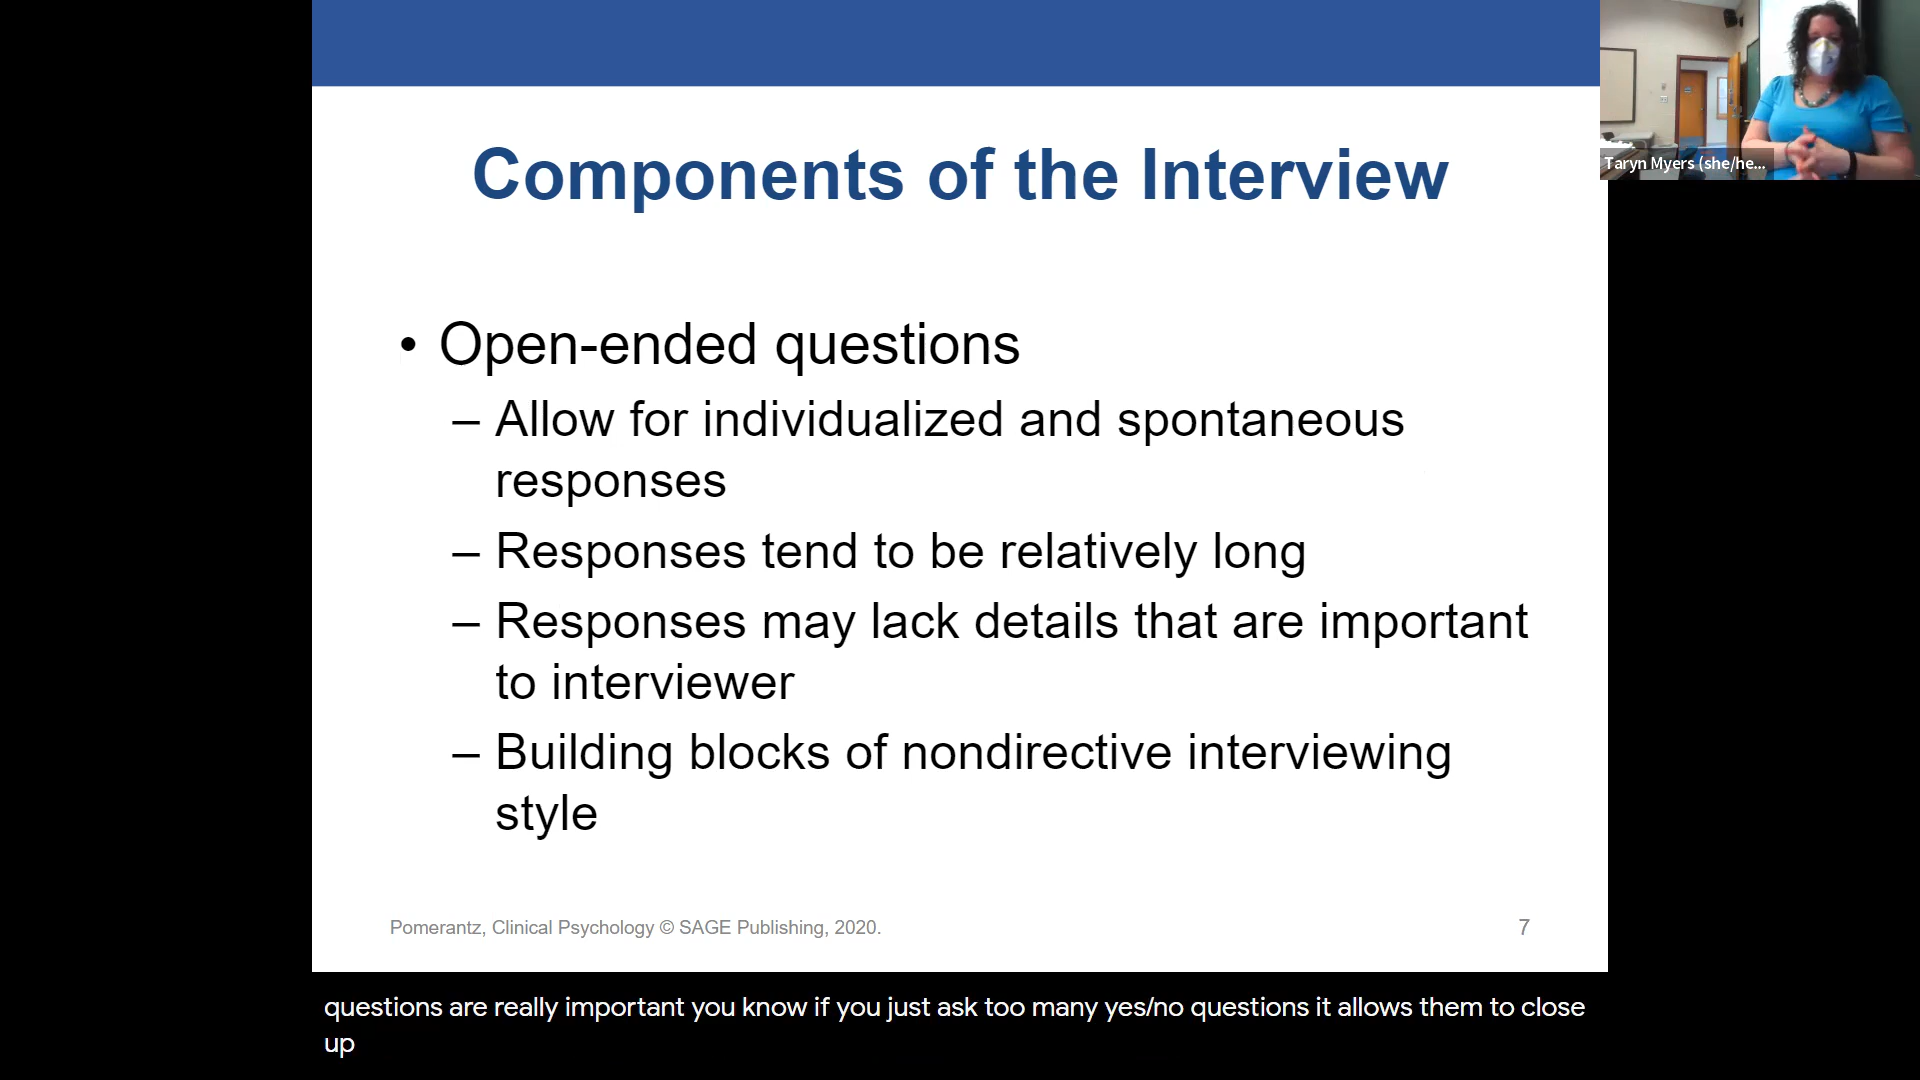 Components of the Interview
• Open-ended questions
– Allow for individualized and spontaneous
responses
– Responses tend to be relatively long
– Responses may lack details that are important
to interviewer
– Building blocks of nondirective interviewing
style
Pomerantz, Clinical Psychology © SAGE Publishing, 2020.
7
Taryn Myers (she/he...
questions are really important you know if you just ask too many yes/no questions it allows them to close
up